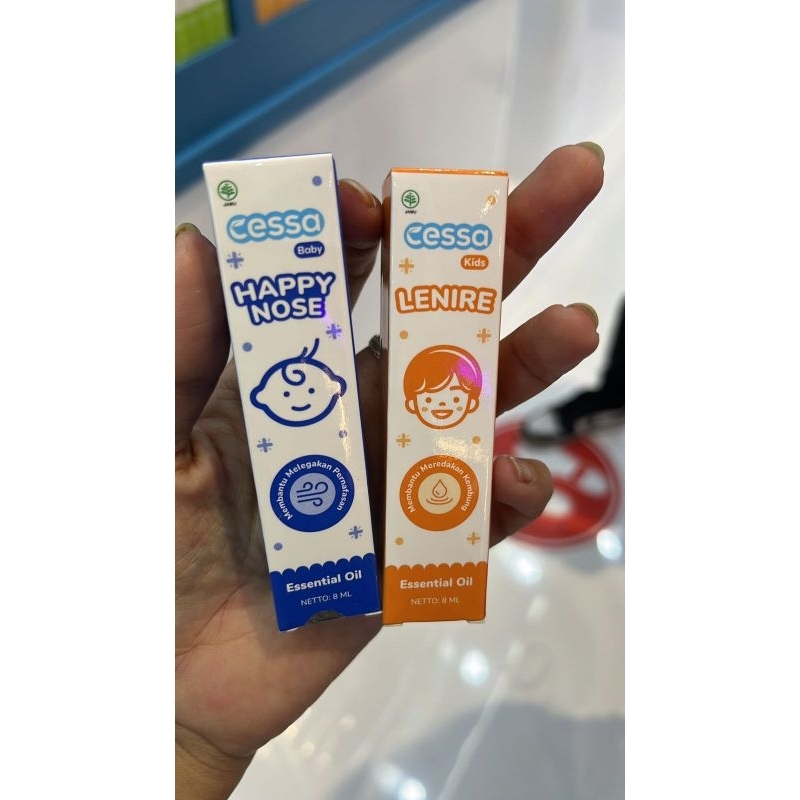 JAMU
cessa
Baby
HAPPY
NOSE
Membantu Melegakan Pernafasan
Essential Oil
NETTO: 8 ML
JAMU
cessa
Kids
LENIRE
Membantu Meredakan Kembung
Essential Oil
NETTO: 8 ML